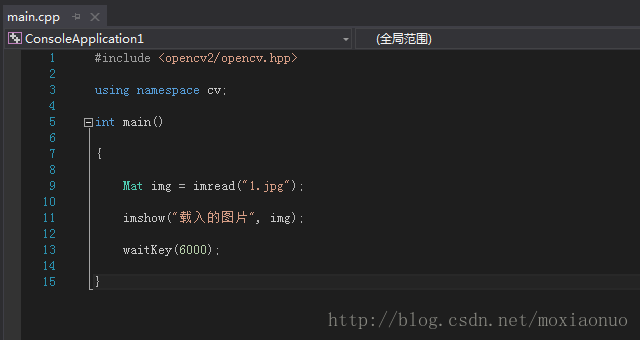 main.cpp
ConsoleApplication1
(全局范围)
1 #include <opencv2/opencv.hpp>
2
3 using namespace cv;
4
5 int main()
6
7 {
8
9 Mat img = imread("1.jpg");
10
11 imshow("载入的图片", img);
12
13 waitKey(6000);
14
15 }
http://blog.csdn.net/moxiaonuo